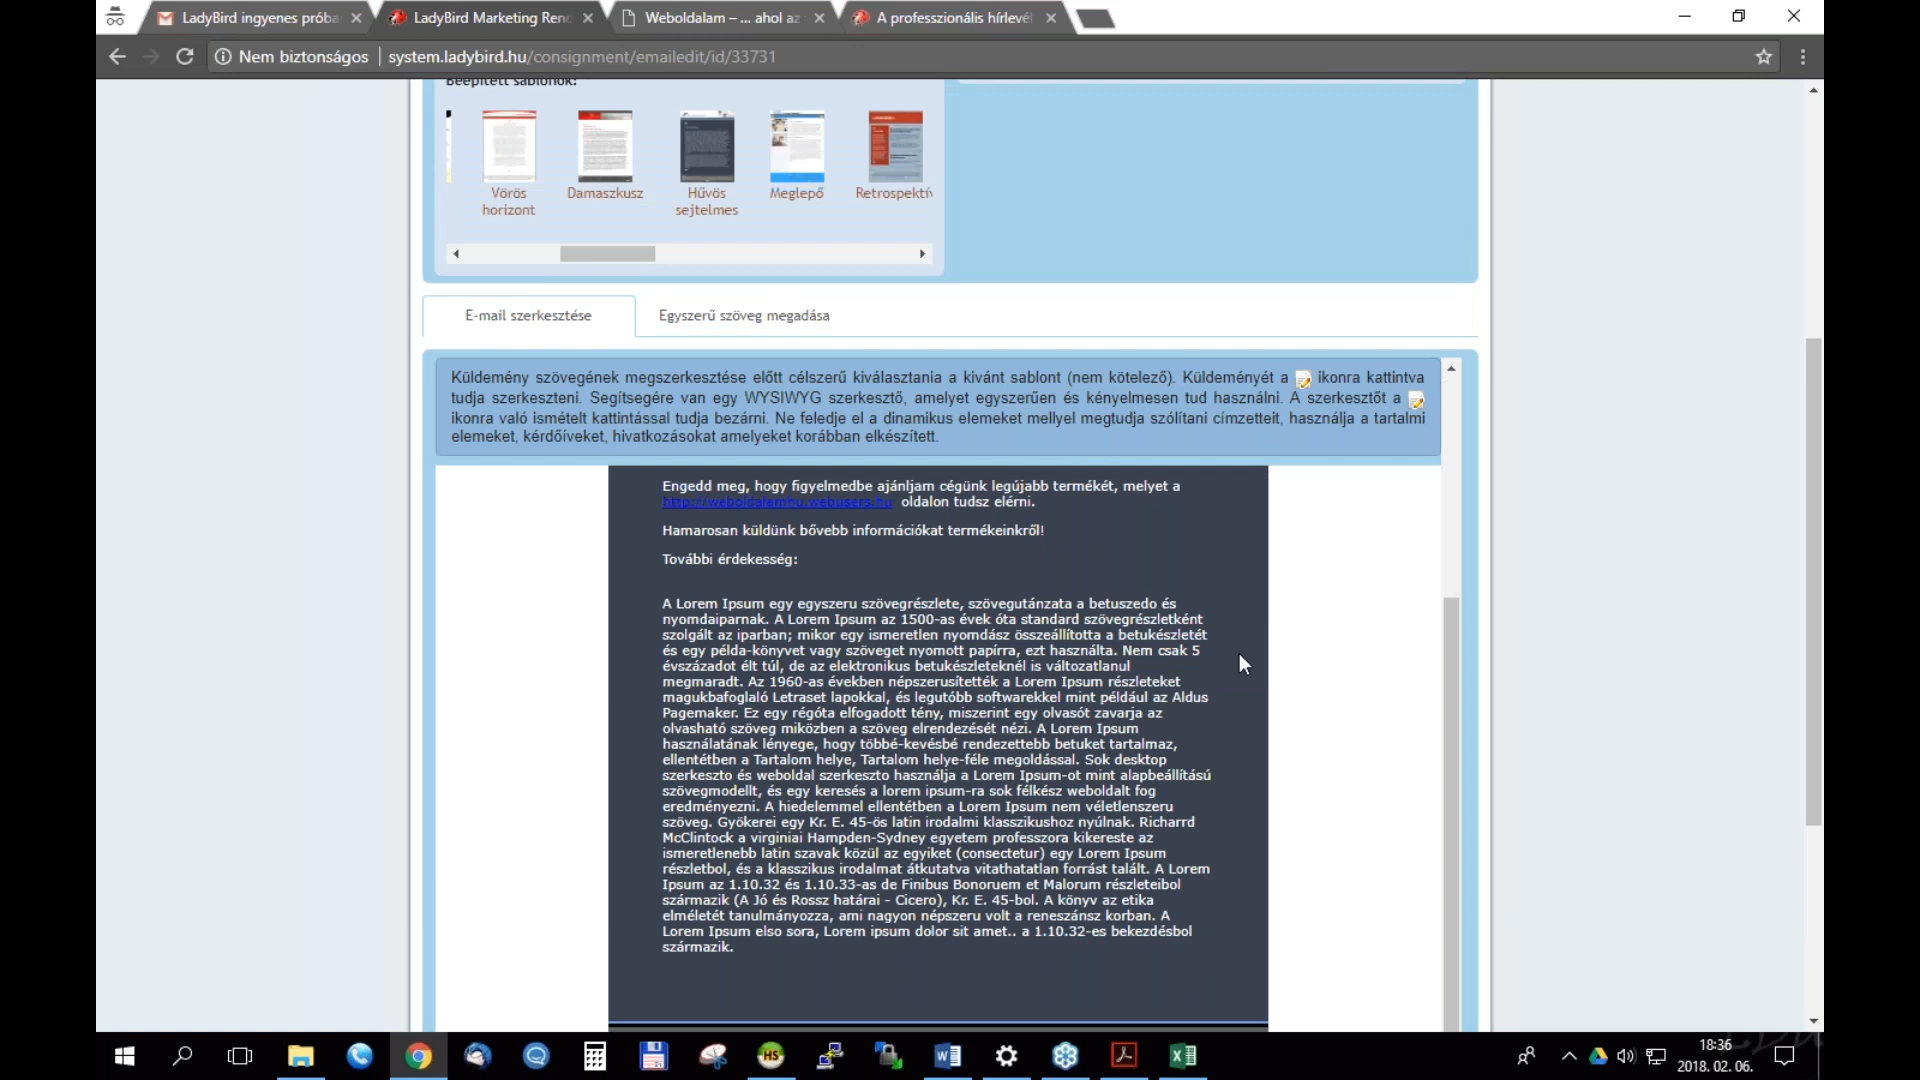 LadyBird ingyenes próba
LadyBird Marketing Rend
Weboldalam – ... ahol az
A professzionális hírlevél
Nem biztonságos
system.ladybird.hu/consignment/emailedit/id/33731
Beépített sablonok:
Vörös horizont
Damaszkusz
Hűvös sejtelmes
Meglepő
Retrospektív
E-mail szerkesztése
Egyszerű szöveg megadása
Küldemény szövegének megszerkesztése előtt célszerű kiválasztania a kivánt sablont (nem kötelező). Küldeményét a ikonra kattintva
tudja szerkeszteni. Segítsegére van egy WYSIWYG szerkesztő, amelyet egyszerűen és kényelmesen tud használni. A szerkesztőt a
ikonra való ismételt kattintással tudja bezárni. Ne feledje el a dinamikus elemeket mellyel megtudja szólítani címzetteit, használja a tartalmi
elemeket, kérdőíveket, hivatkozásokat amelyeket korábban elkészített.
Engedd meg, hogy figyelmedbe ajánljam cégünk legújabb termékét, melyet a
http://weboldalamhu.webusers.hu oldalon tudsz elérni.
Hamarosan küldünk bővebb információkat termékeinkről!
További érdekesség:
A Lorem Ipsum egy egyszeru szövegrészlete, szövegutánzata a betuszedo és
nyomdaiparnak. A Lorem Ipsum az 1500-as évek óta standard szövegrészletként
szolgált az iparban; mikor egy ismeretlen nyomdász összeállította a betukészletét
és egy példa-könyvet vagy szöveget nyomott papírra, ezt használta. Nem csak 5
évszázadot élt túl, de az elektronikus betukészleteknél is változatlanul
megmaradt. Az 1960-as években népszerusítették a Lorem Ipsum részleteket
magukbafoglaló Letraset lapokkal, és legutóbb softwarekkel mint például az Aldus
Pagemaker. Ez egy régóta elfogadott tény, miszerint egy olvasót zavarja az
olvasható szöveg miközben a szöveg elrendezését nézi. A Lorem Ipsum
használatának lényege, hogy többé-kevésbé rendezettebb betuket tartalmaz,
ellentétben a Tartalom helye, Tartalom helye-féle megoldással. Sok desktop
szerkeszto és weboldal szerkeszto használja a Lorem Ipsum-ot mint alapbeállítású
szövegmodellt, és egy keresés a lorem ipsum-ra sok félkész weboldalt fog
eredményezni. A hiedelemmel ellentétben a Lorem Ipsum nem véletlenszeru
szöveg. Gyökerei egy Kr. E. 45-ös latin irodalmi klasszikushoz nyúlnak. Richarrd
McClintock a virginiai Hampden-Sydney egyetem professzora kikereste az
ismeretlenebb latin szavak közül az egyiket (consectetur) egy Lorem Ipsum
részletbol, és a klasszikus irodalmat átkutatva vitathatatlan forrást talált. A Lorem
Ipsum az 1.10.32 és 1.10.33-as de Finibus Bonoruem et Malorum részleteibol
származik (A Jó és Rossz határai - Cicero), Kr. E. 45-bol. A könyv az etika
elméletét tanulmányozza, ami nagyon népszeru volt a reneszánsz korban. A
Lorem Ipsum elso sora, Lorem ipsum dolor sit amet.. a 1.10.32-es bekezdésbol
származik.
18:36
2018. 02. 06.